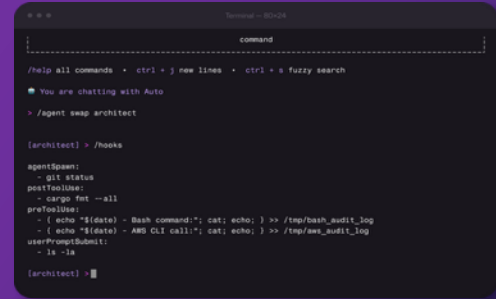 Terminal — 80×24
command
/help all commands • ctrl + j new lines • ctrl + s fuzzy search
You are chatting with Auto
> /agent swap architect
[architect] > /hooks
agentSpawn:
- git status
postToolUse:
- cargo fmt --all
preToolUse:
- { echo "$(date) - Bash command:"; cat; echo; } >> /tmp/bash_audit_log
- { echo "$(date) - AWS CLI call:"; cat; echo; } >> /tmp/aws_audit_log
userPromptSubmit:
- ls -la
[architect] >